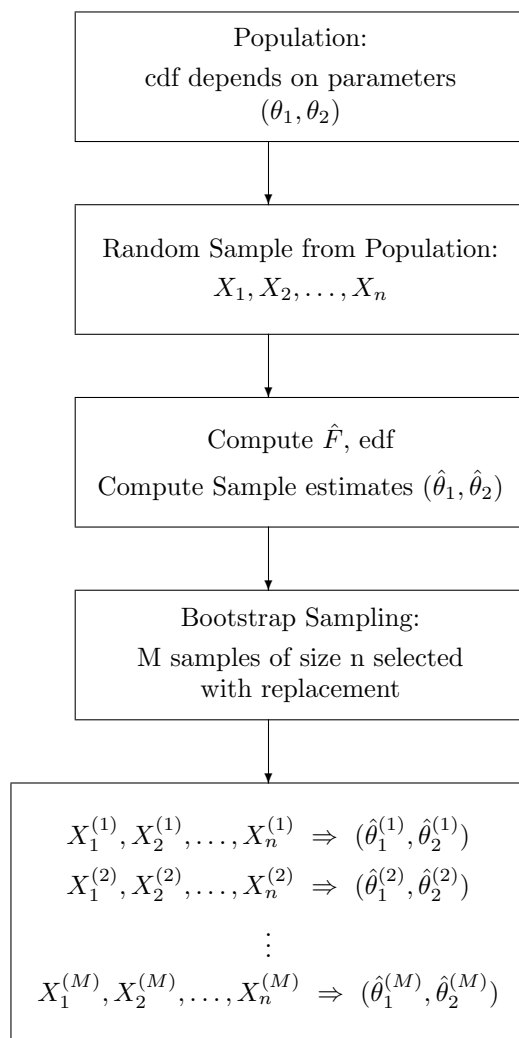 Population:
cdf depends on parameters
(θ₁, θ₂)
Random Sample from Population:
X₁, X₂, . . . , Xₙ
Compute F̂, edf
Compute Sample estimates (θ̂₁, θ̂₂)
Bootstrap Sampling:
M samples of size n selected
with replacement
X₁⁽¹⁾, X₂⁽¹⁾, . . . , Xₙ⁽¹⁾ ⇒ (θ̂₁⁽¹⁾, θ̂₂⁽¹⁾)
X₁⁽²⁾, X₂⁽²⁾, . . . , Xₙ⁽²⁾ ⇒ (θ̂₁⁽²⁾, θ̂₂⁽²⁾)
⋮
X₁⁽ᴹ⁾, X₂⁽ᴹ⁾, . . . , Xₙ⁽ᴹ⁾ ⇒ (θ̂₁⁽ᴹ⁾, θ̂₂⁽ᴹ⁾)